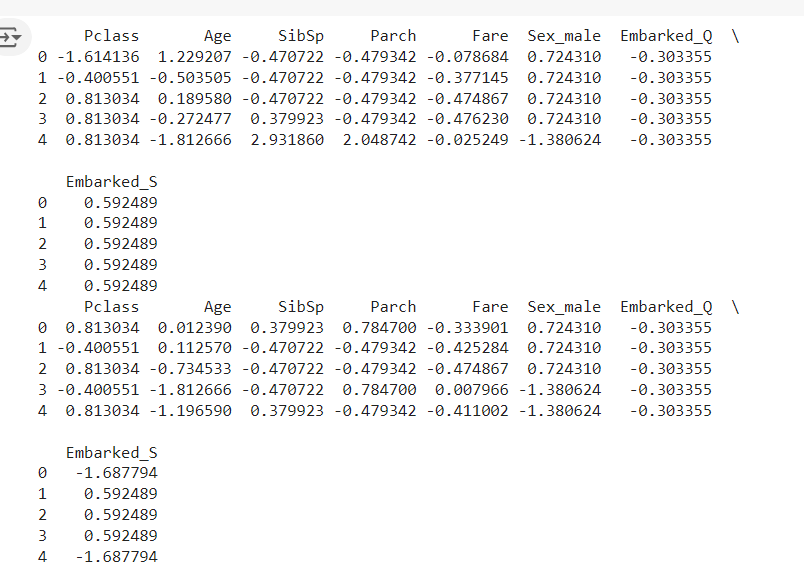 Pclass Age SibSp Parch Fare Sex_male Embarked_Q \
0 -1.614136 1.229207 -0.470722 -0.479342 -0.078684 0.724310 -0.303355
1 -0.400551 -0.503505 -0.470722 -0.479342 -0.377145 0.724310 -0.303355
2 0.813034 0.189580 -0.470722 -0.479342 -0.474867 0.724310 -0.303355
3 0.813034 -0.272477 0.379923 -0.479342 -0.476230 0.724310 -0.303355
4 0.813034 -1.812666 2.931860 2.048742 -0.025249 -1.380624 -0.303355
Embarked_S
0 0.592489
1 0.592489
2 0.592489
3 0.592489
4 0.592489
Pclass Age SibSp Parch Fare Sex_male Embarked_Q \
0 0.813034 0.012390 0.379923 0.784700 -0.333901 0.724310 -0.303355
1 -0.400551 0.112570 -0.470722 -0.479342 -0.425284 0.724310 -0.303355
2 0.813034 -0.734533 -0.470722 -0.479342 -0.474867 0.724310 -0.303355
3 -0.400551 -1.812666 -0.470722 0.784700 0.007966 -1.380624 -0.303355
4 0.813034 -1.196590 0.379923 -0.479342 -0.411002 -1.380624 -0.303355
Embarked_S
0 -1.687794
1 0.592489
2 0.592489
3 0.592489
4 -1.687794